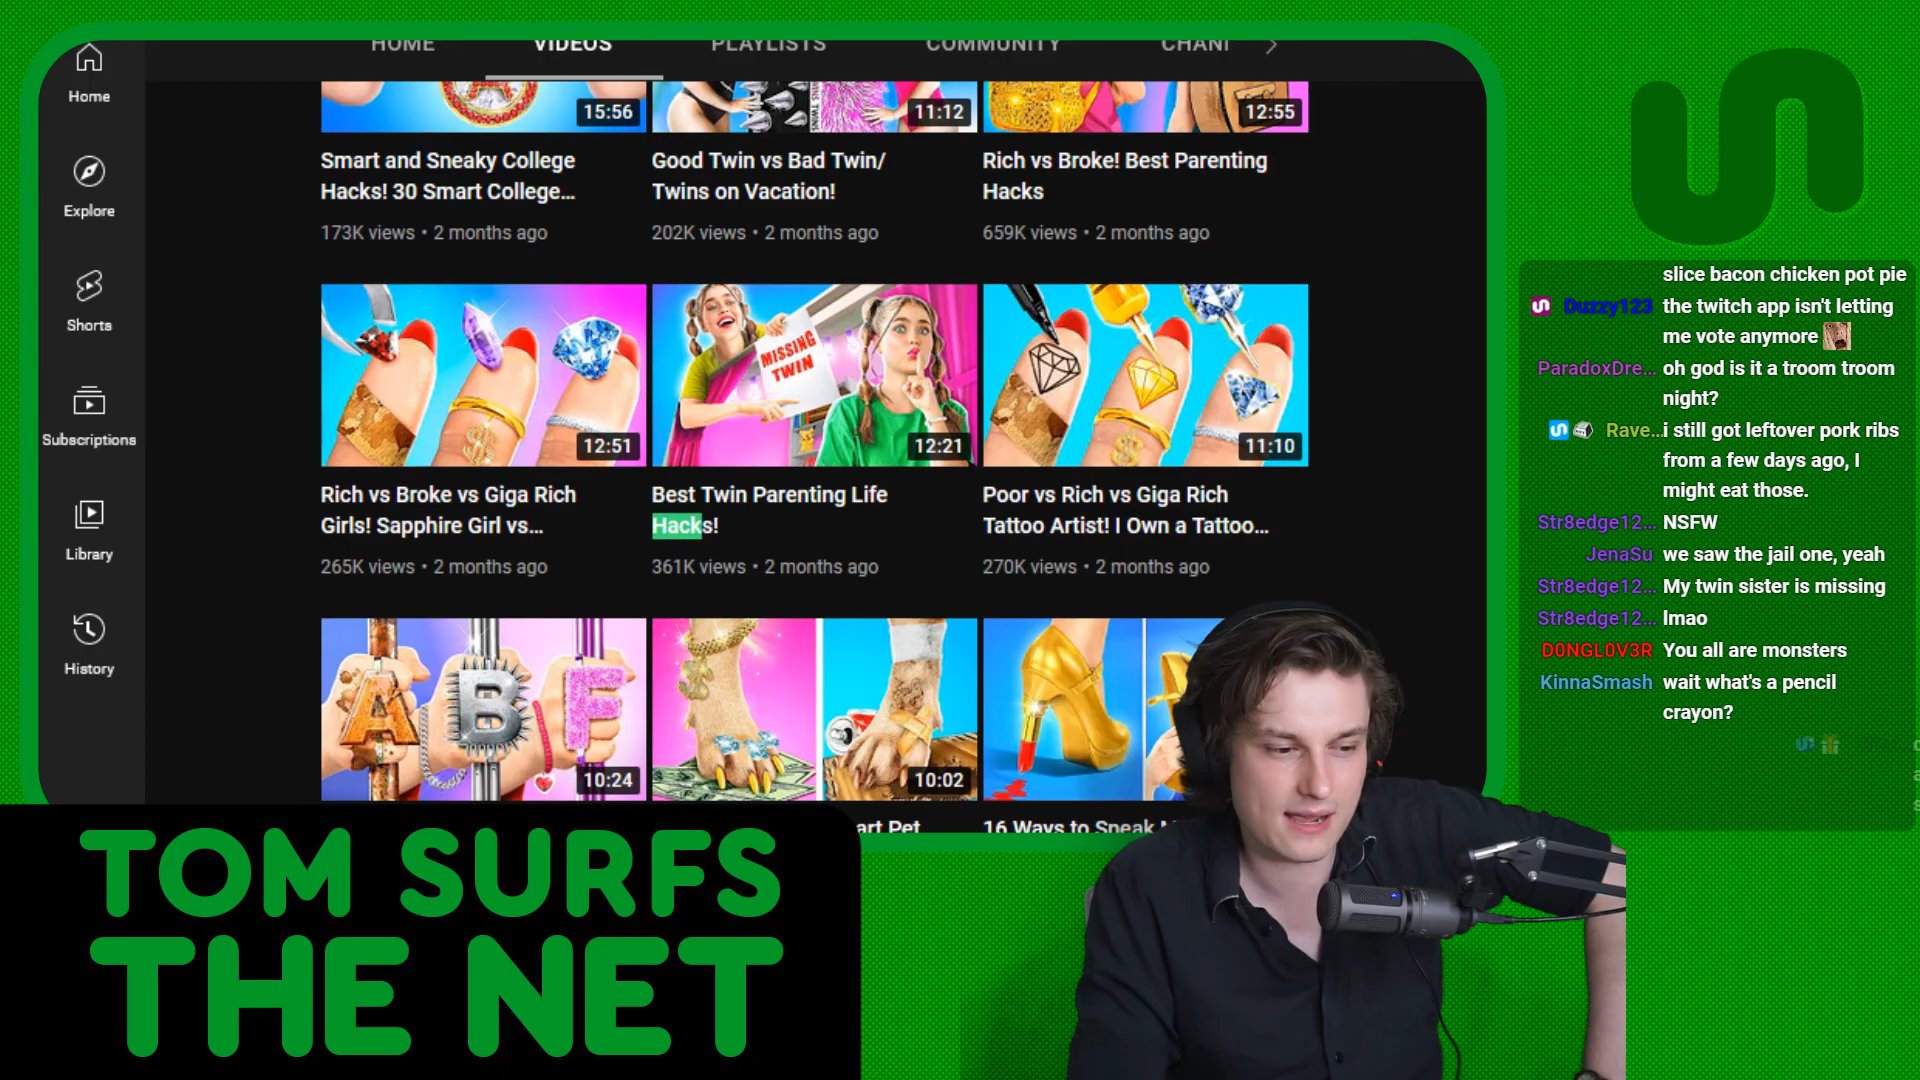 HOME
VIDEOS
PLAYLISTS
COMMUNITY
CHANI
Home
Explore
Shorts
Subscriptions
Library
History
15:56
11:12
12:55
Smart and Sneaky College
Hacks! 30 Smart College...
173K views • 2 months ago
Good Twin vs Bad Twin/
Twins on Vacation!
202K views • 2 months ago
Rich vs Broke! Best Parenting
Hacks
659K views • 2 months ago
12:51
MISSING
TWIN
12:21
11:10
Rich vs Broke vs Giga Rich
Girls! Sapphire Girl vs...
265K views • 2 months ago
Best Twin Parenting Life
Hacks!
361K views • 2 months ago
Poor vs Rich vs Giga Rich
Tattoo Artist! I Own a Tattoo...
270K views • 2 months ago
A B F
10:24
10:02
art Pet
16 Ways to Sneak
TOM SURFS
THE NET
slice bacon chicken pot pie
Duzzy123 the twitch app isn't letting
me vote anymore
ParadoxDre... oh god is it a troom troom
night?
Rave... i still got leftover pork ribs
from a few days ago, I
might eat those.
Str8edge12... NSFW
JenaSu we saw the jail one, yeah
Str8edge12... My twin sister is missing
Str8edge12... lmao
D0NGL0V3R You all are monsters
KinnaSmash wait what's a pencil
crayon?